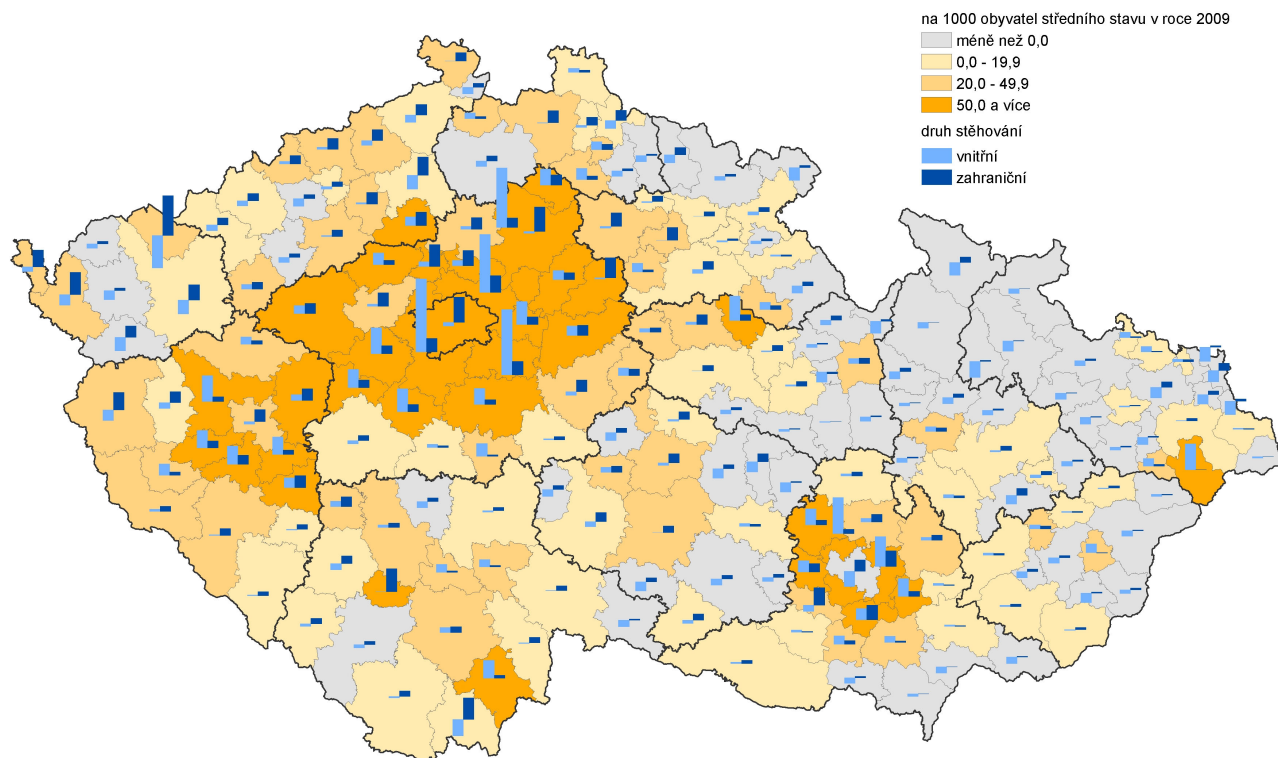 na 1000 obyvatel středního stavu v roce 2009
méně než 0,0
0,0 - 19,9
20,0 - 49,9
50,0 a více
druh stěhování
vnitřní
zahraniční